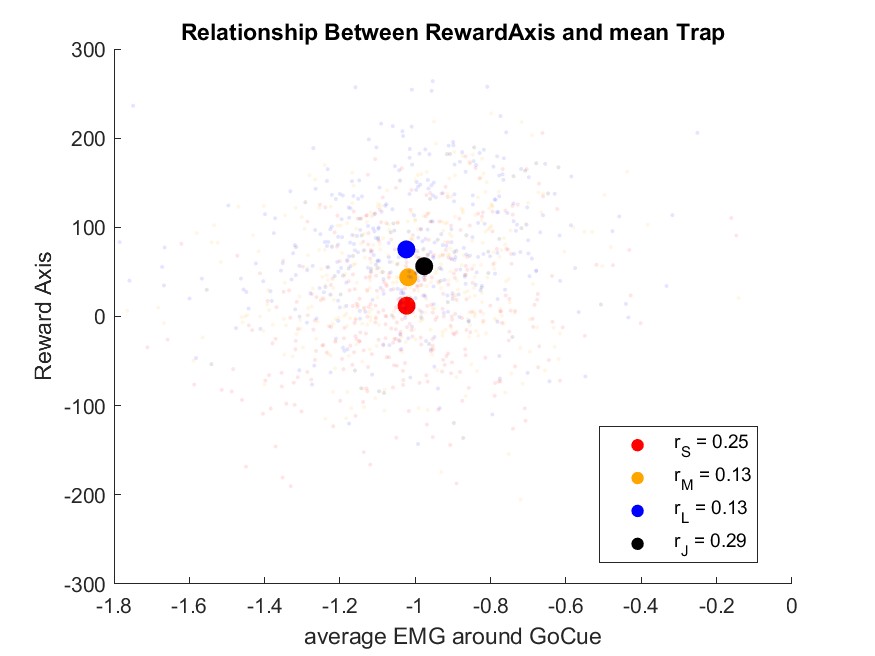 Relationship Between RewardAxis and mean Trap
300
200
100
0
-100
-200
-300
Reward Axis
-1.8 -1.6 -1.4 -1.2 -1 -0.8 -0.6 -0.4 -0.2 0
average EMG around GoCue
r_S = 0.25
r_M = 0.13
r_L = 0.13
r_J = 0.29